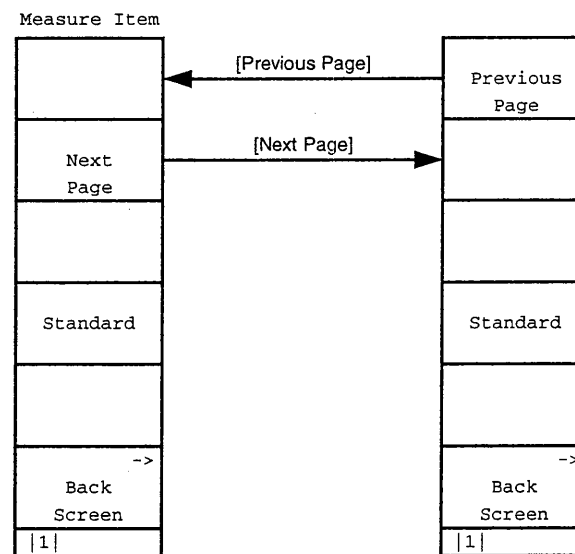 Measure Item
[Previous Page]
Previous
Page
[Next Page]
Next
Page
Standard
Standard
->
Back
Screen
->
Back
Screen
|1|
|1|